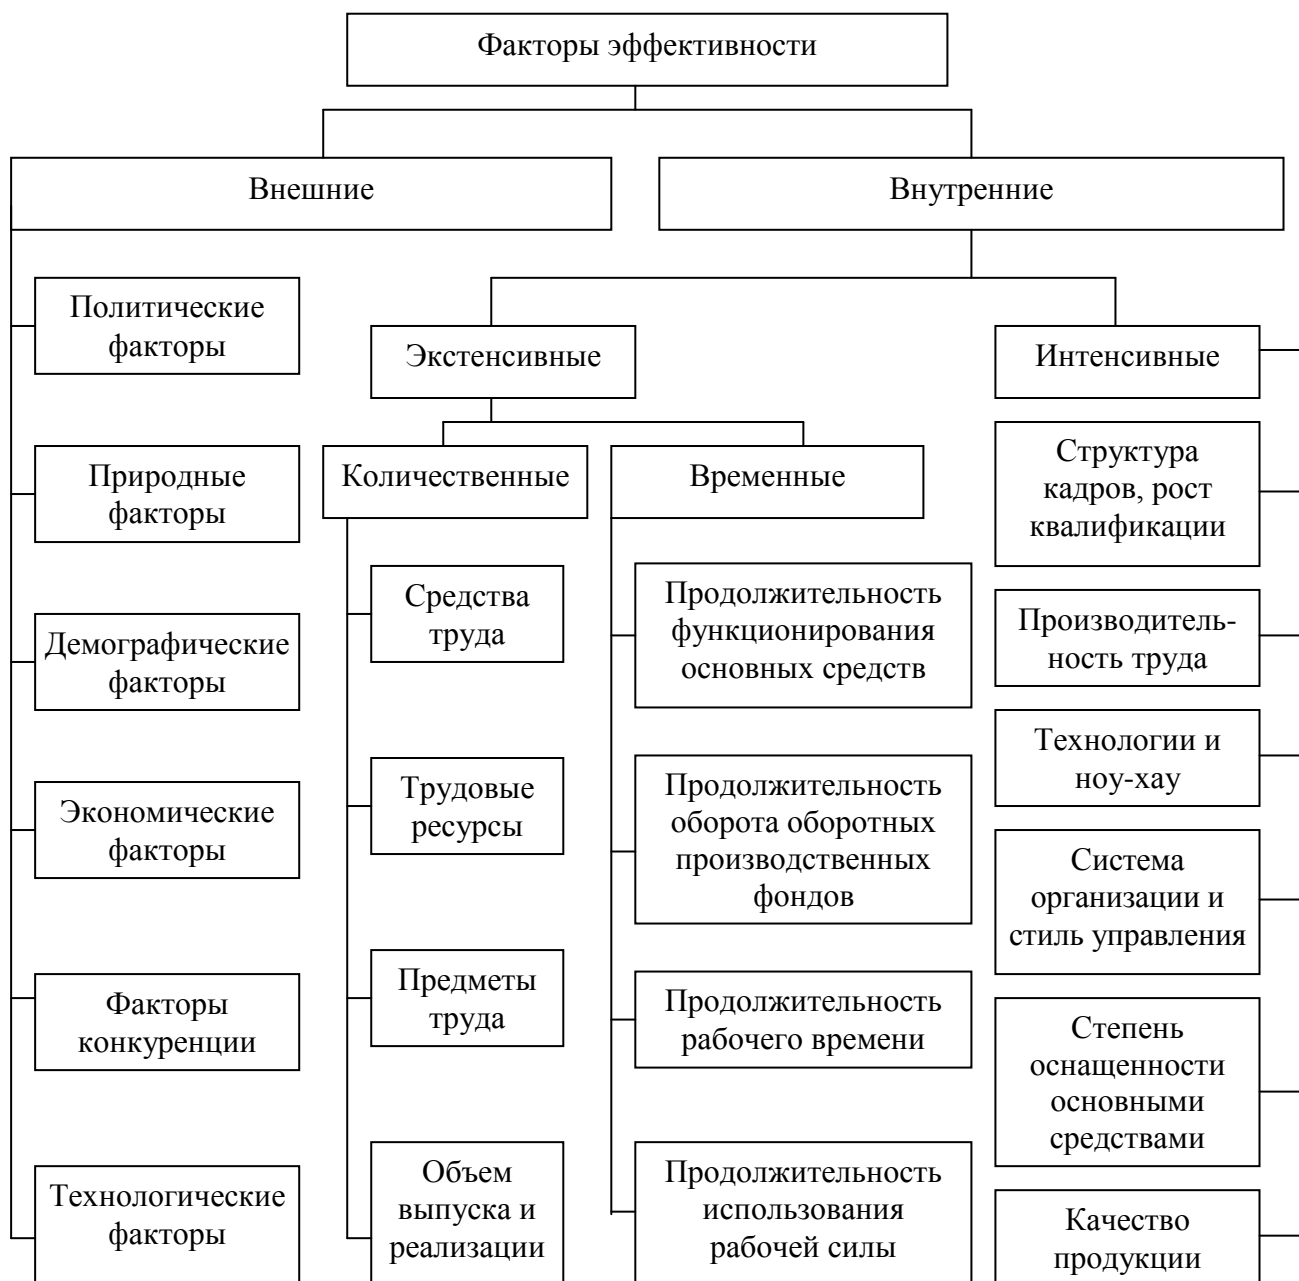 Факторы эффективности
Внешние
Внутренние
Политические
факторы
Природные
факторы
Демографические
факторы
Экономические
факторы
Факторы
конкуренции
Технологические
факторы
Экстенсивные
Количественные
Средства
труда
Трудовые
ресурсы
Предметы
труда
Объем
выпуска и
реализации
Временные
Продолжительность
функционирования
основных средств
Продолжительность
оборота оборотных
производственных
фондов
Продолжительность
рабочего времени
Продолжительность
использования
рабочей силы
Интенсивные
Структура
кадров, рост
квалификации
Производитель-
ность труда
Технологии и
ноу-хау
Система
организации и
стиль управления
Степень
оснащенности
основными
средствами
Качество
продукции